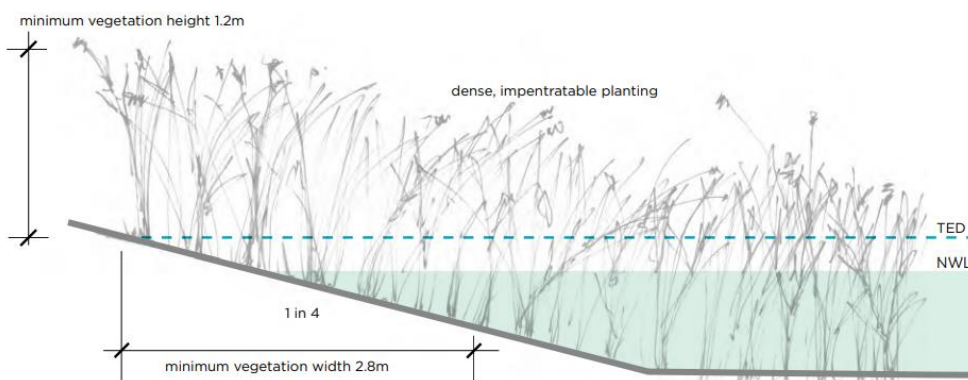 minimum vegetation height 1.2m
dense, impentratable planting
TED
NWL
1 in 4
minimum vegetation width 2.8m